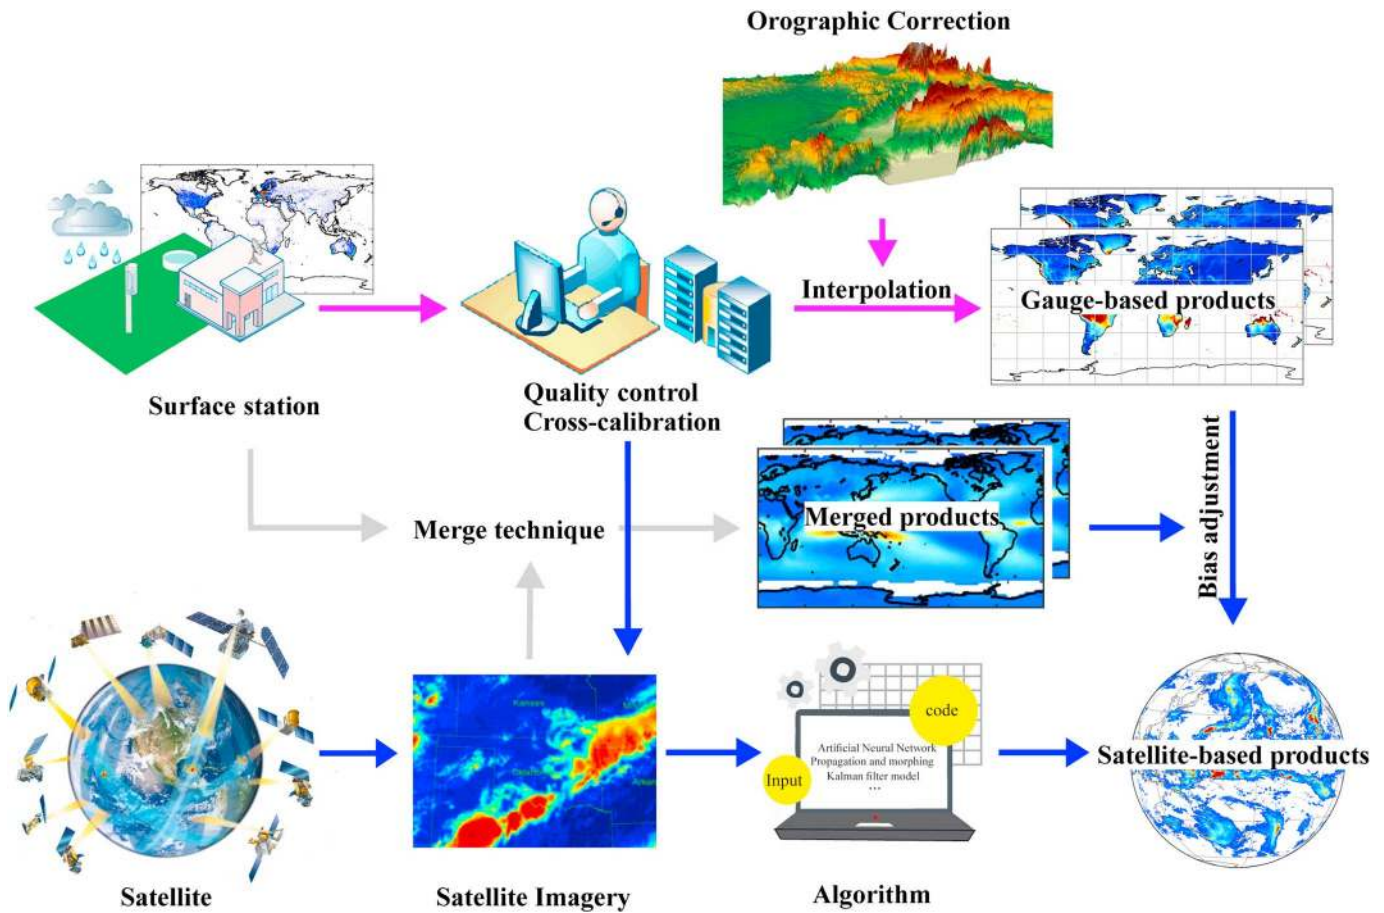 Orographic Correction
Interpolation
Gauge-based products
Surface station
Quality control
Cross-calibration
Merge technique
Merged products
Bias adjustment
Kansas
code
Artificial Neural Network
Propagation and morphing
Kalman filter model
...
Input
Satellite-based products
Satellite
Satellite Imagery
Algorithm